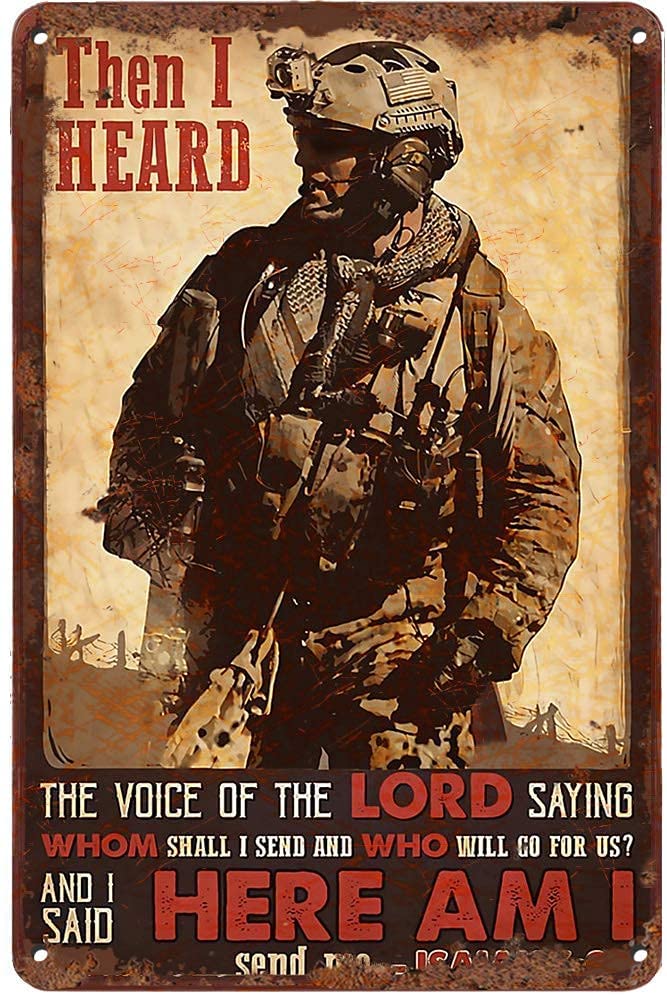 Then I
HEARD
THE VOICE OF THE LORD SAYING
WHOM SHALL I SEND AND WHO WILL GO FOR US?
AND I
SAID
HERE AM I
send me